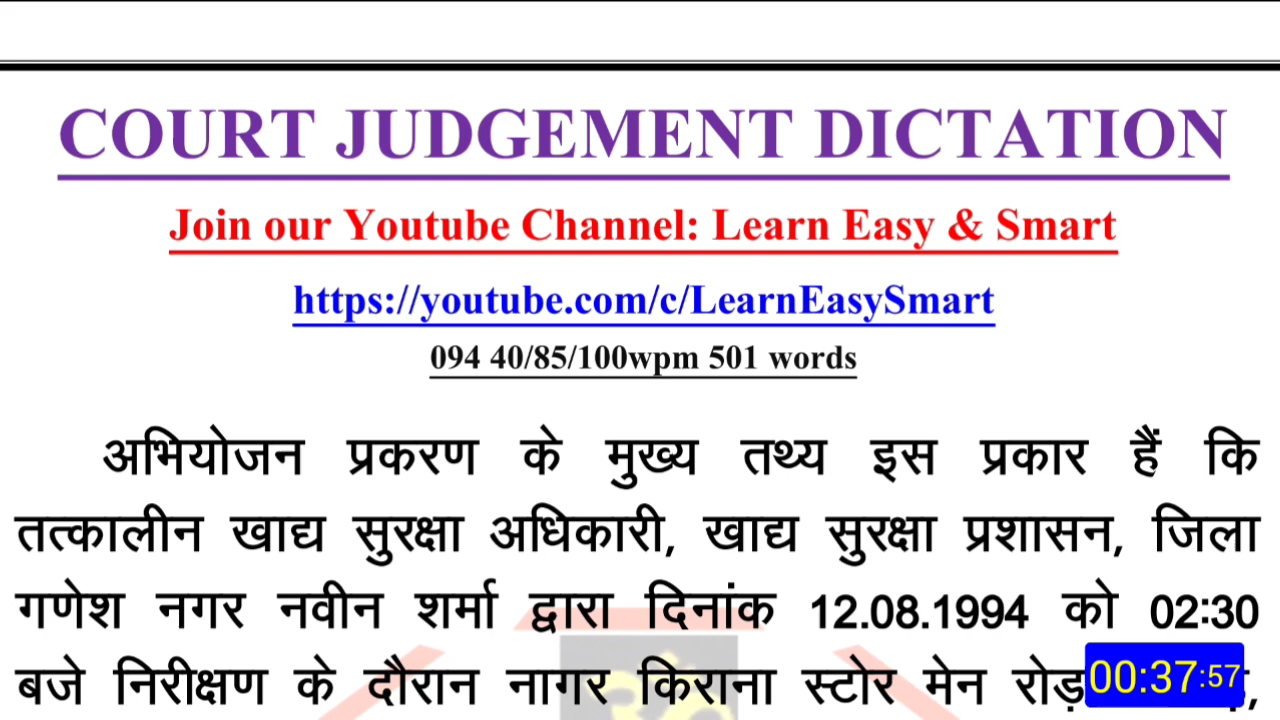 COURT JUDGEMENT DICTATION
Join our Youtube Channel: Learn Easy & Smart
https://youtube.com/c/LearnEasySmart
094 40/85/100wpm 501 words
अभियोजन प्रकरण के मुख्य तथ्य इस प्रकार हैं कि
तत्कालीन खाद्य सुरक्षा अधिकारी, खाद्य सुरक्षा प्रशासन, जिला
गणेश नगर नवीन शर्मा द्वारा दिनांक 12.08.1994 को 02:30
बजे निरीक्षण के दौरान नागर किराना स्टोर मेन रोड़
00:37:57